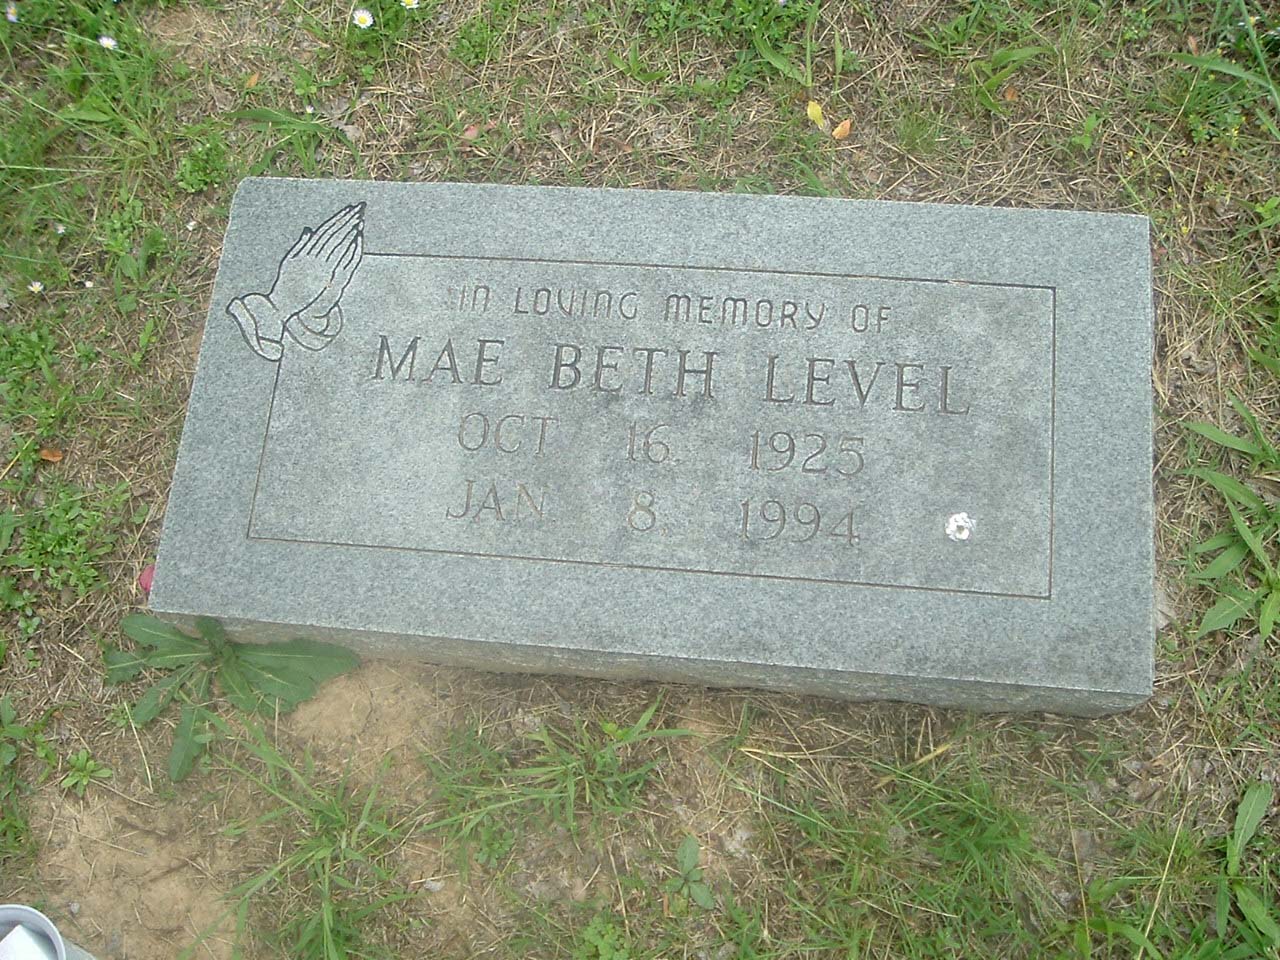 IN LOVING MEMORY OF
MAE BETH LEVEL
OCT 16. 1925
JAN. 8. 1994